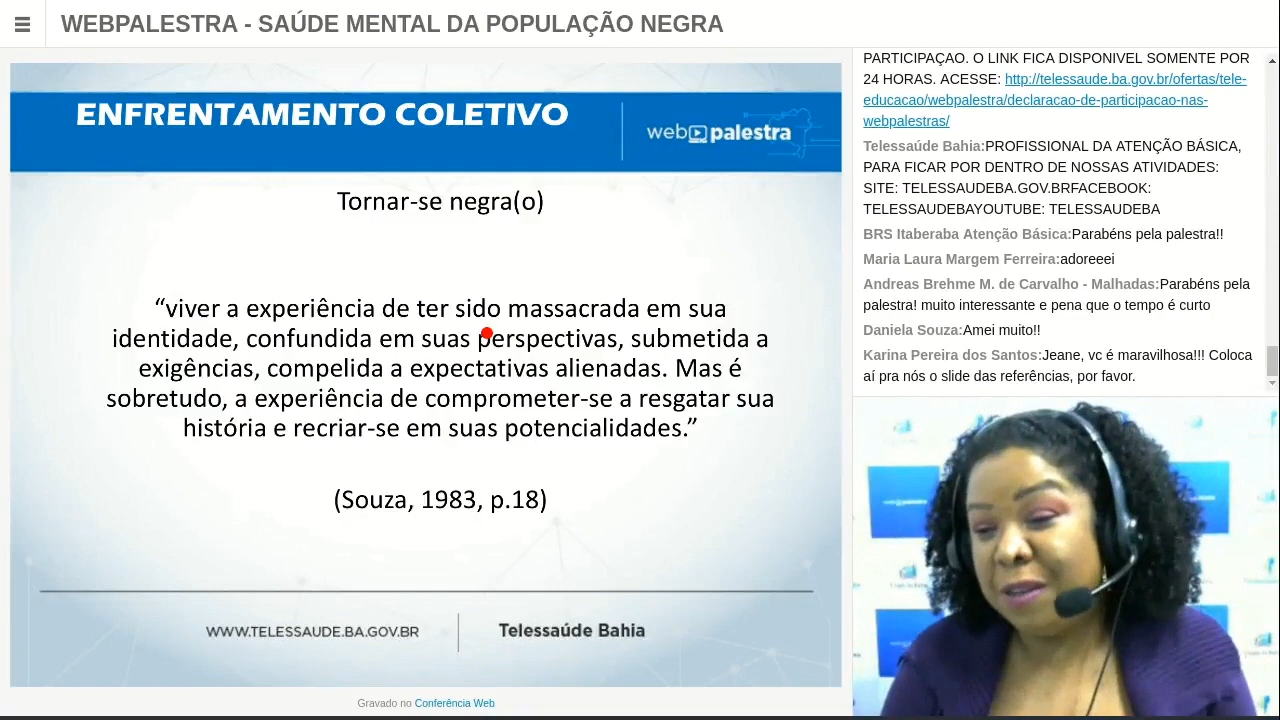 WEBPALESTRA - SAÚDE MENTAL DA POPULAÇÃO NEGRA
ENFRENTAMENTO COLETIVO
web palestra
Tornar-se negra(o)
“viver a experiência de ter sido massacrada em sua
identidade, confundida em suas perspectivas, submetida a
exigências, compelida a expectativas alienadas. Mas é
sobretudo, a experiência de comprometer-se a resgatar sua
história e recriar-se em suas potencialidades.”
(Souza, 1983, p.18)
WWW.TELESSAUDE.BA.GOV.BR
Telessaúde Bahia
Gravado no Conferência Web
PARTICIPAÇAO. O LINK FICA DISPONIVEL SOMENTE POR
24 HORAS. ACESSE: http://telessaude.ba.gov.br/ofertas/tele-
educacao/webpalestra/declaracao-de-participacao-nas-
webpalestras/
Telessaúde Bahia:PROFISSIONAL DA ATENÇÃO BÁSICA,
PARA FICAR POR DENTRO DE NOSSAS ATIVIDADES:
SITE: TELESSAUDEBA.GOV.BRFACEBOOK:
TELESSAUDEBAYOUTUBE: TELESSAUDEBA
BRS Itaberaba Atenção Básica:Parabéns pela palestra!!
Maria Laura Margem Ferreira:adoreeei
Andreas Brehme M. de Carvalho - Malhadas:Parabéns pela
palestra! muito interessante e pena que o tempo é curto
Daniela Souza:Amei muito!!
Karina Pereira dos Santos:Jeane, vc é maravilhosa!!! Coloca
aí pra nós o slide das referências, por favor.